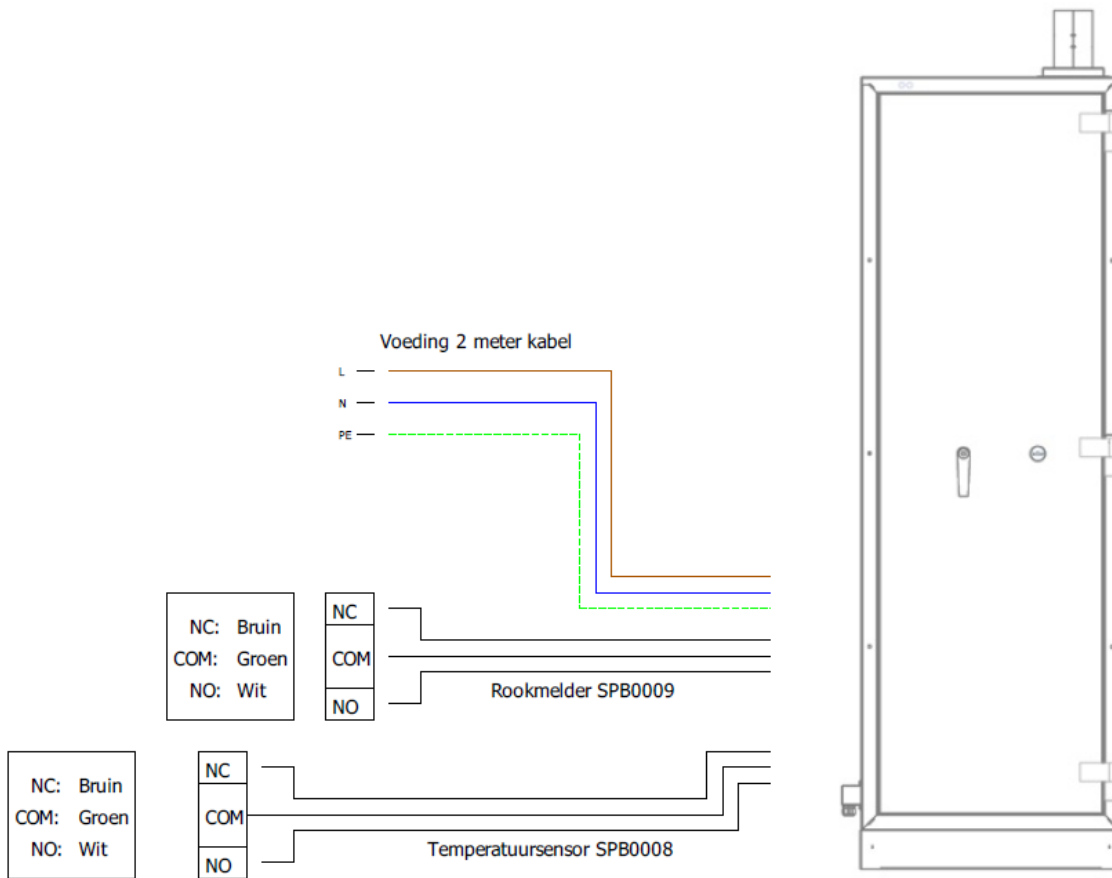 Voeding 2 meter kabel
L
N
PE
NC: Bruin
COM: Groen
NO: Wit
NC
COM
NO
Rookmelder SPB0009
NC: Bruin
COM: Groen
NO: Wit
NC
COM
NO
Temperatuursensor SPB0008